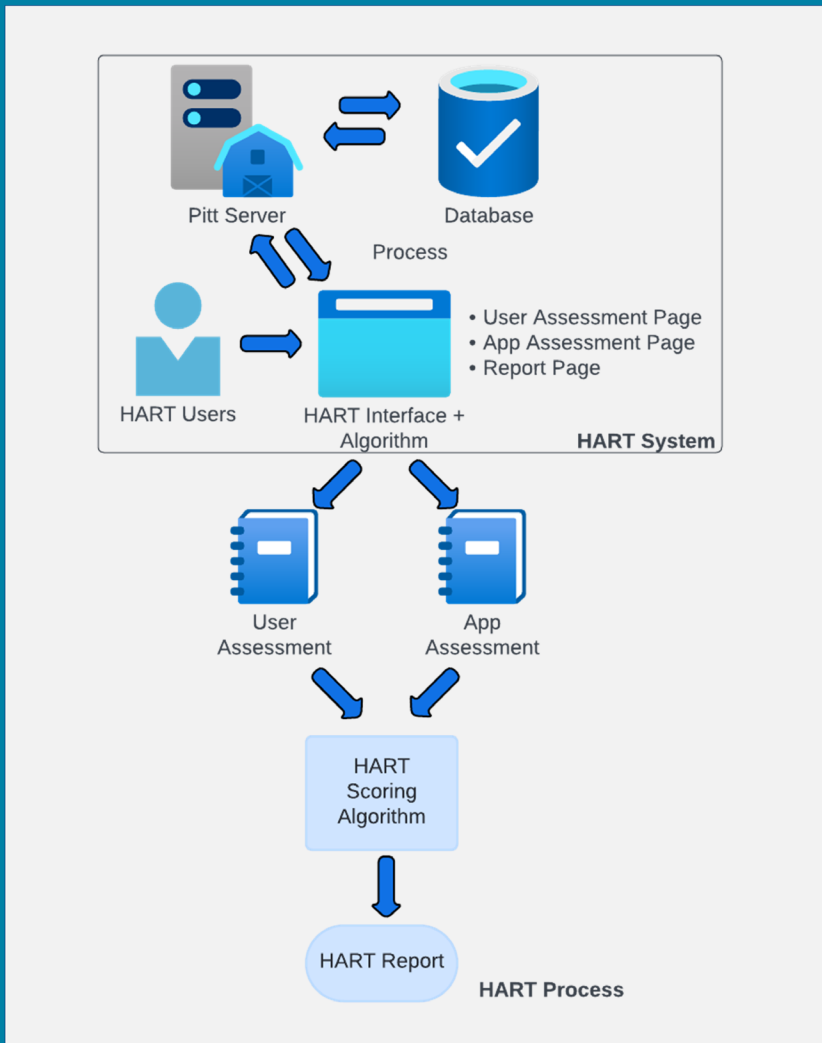 Pitt Server
Database
Process
• User Assessment Page
• App Assessment Page
• Report Page
HART Users
HART Interface +
Algorithm
HART System
User
Assessment
App
Assessment
HART
Scoring
Algorithm
HART Report
HART Process